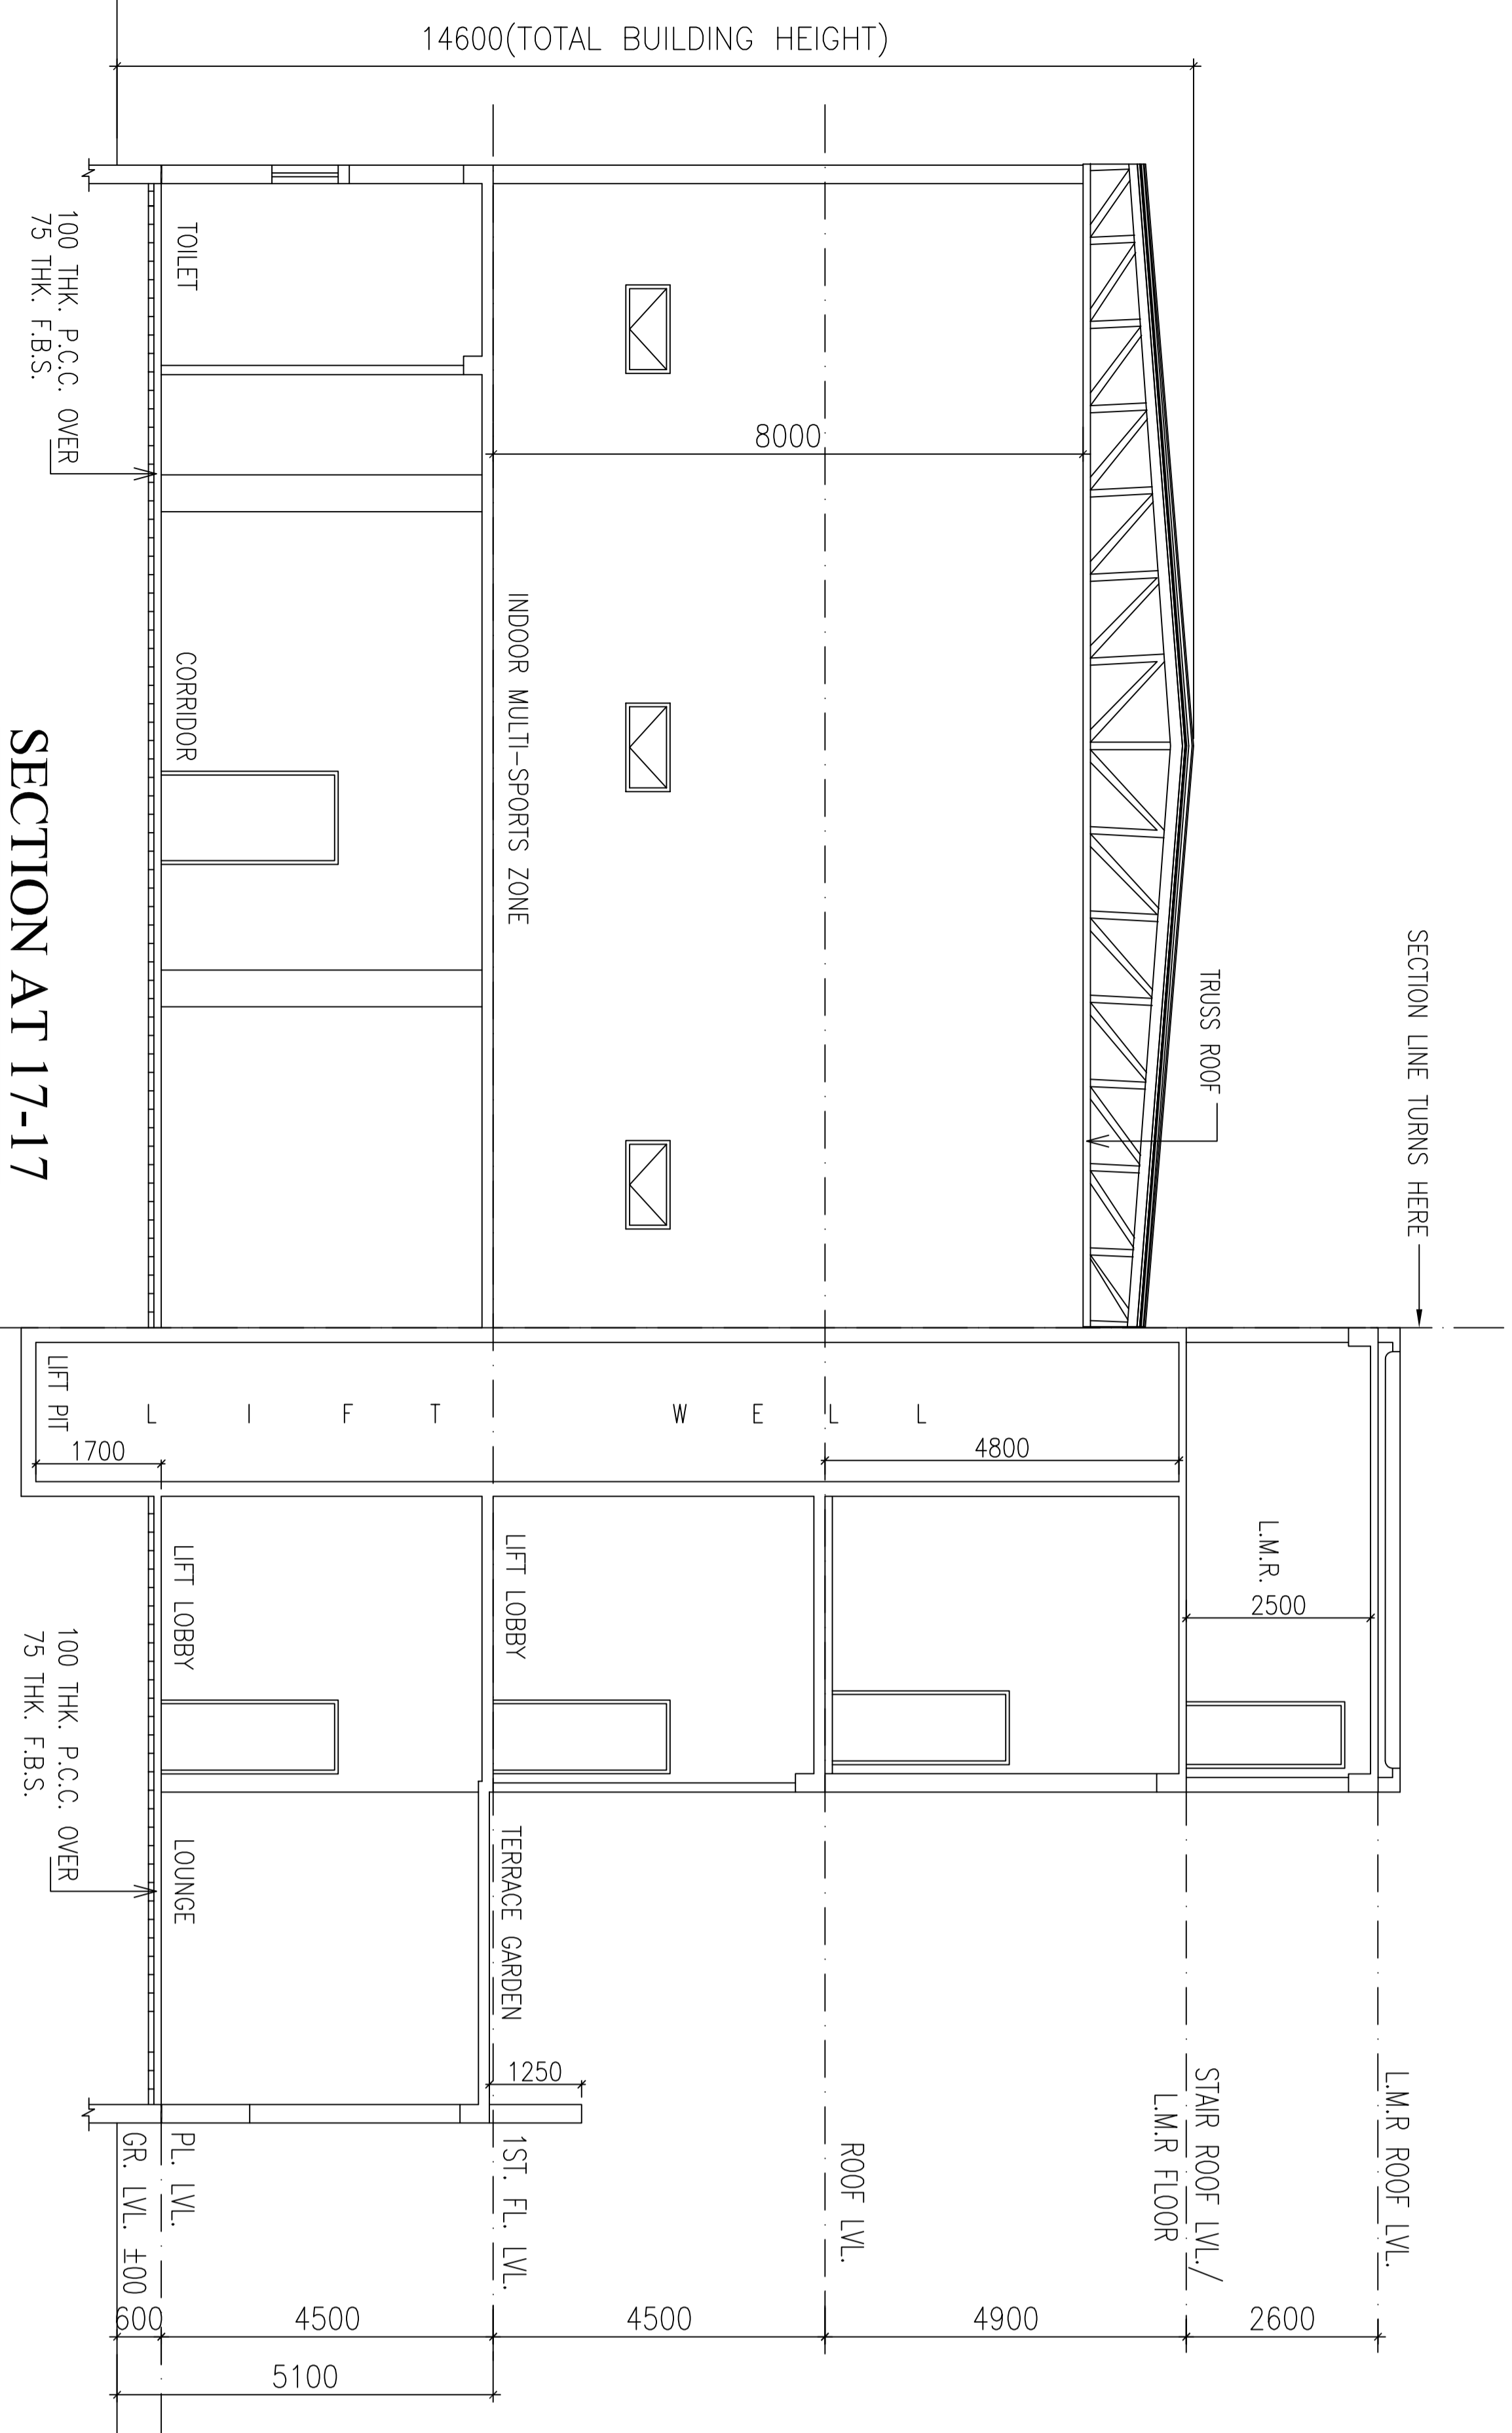 14600(TOTAL BUILDING HEIGHT)
SECTION LINE TURNS HERE
TRUSS ROOF
8000
INDOOR MULTI-SPORTS ZONE
TOILET
CORRIDOR
100 THK. P.C.C. OVER
75 THK. F.B.S.
LIFT PIT
1700
LIFT WELL
4800
L.M.R.
2500
LIFT LOBBY
LIFT LOBBY
LOUNGE
TERRACE GARDEN
1250
100 THK. P.C.C. OVER
75 THK. F.B.S.
L.M.R ROOF LVL.
STAIR ROOF LVL./
L.M.R FLOOR
ROOF LVL.
1ST. FL. LVL.
PL. LVL.
GR. LVL. ±00
600
4500
4500
4900
2600
5100
SECTION AT 17-17